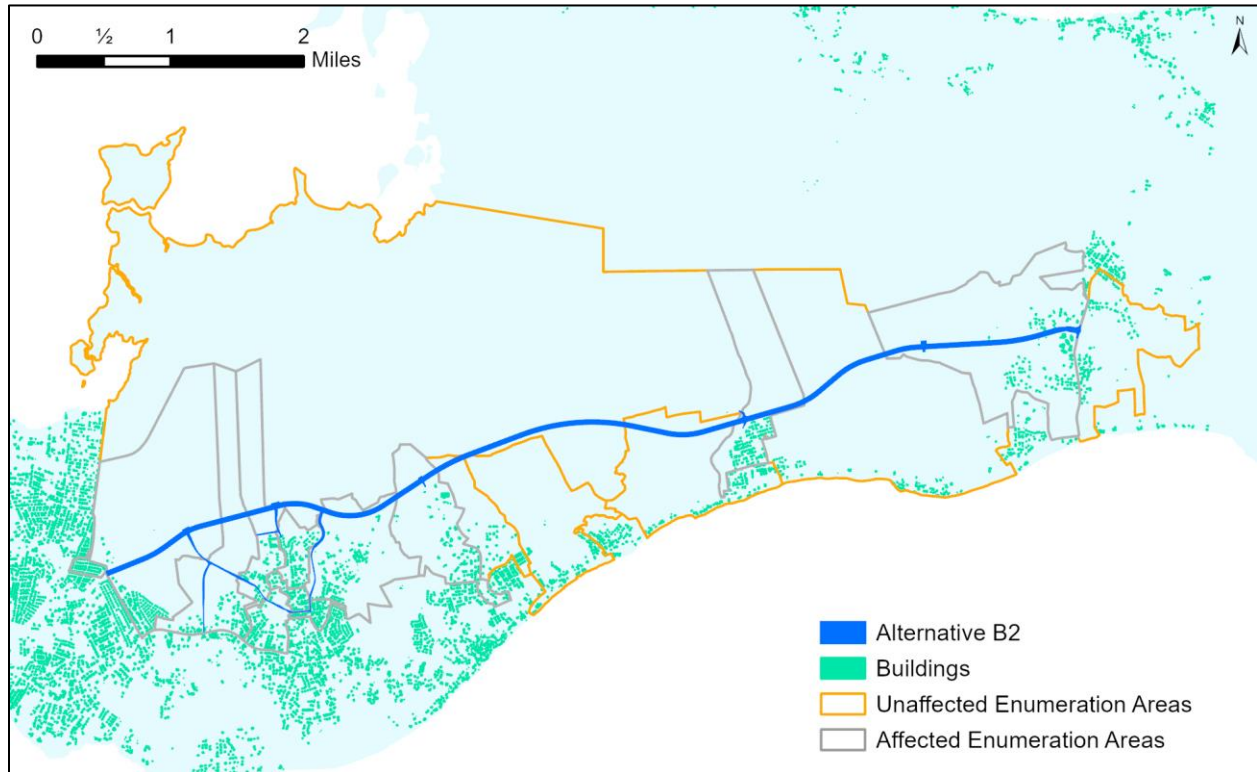 0 ½ 1 2
Miles
N
Alternative B2
Buildings
Unaffected Enumeration Areas
Affected Enumeration Areas